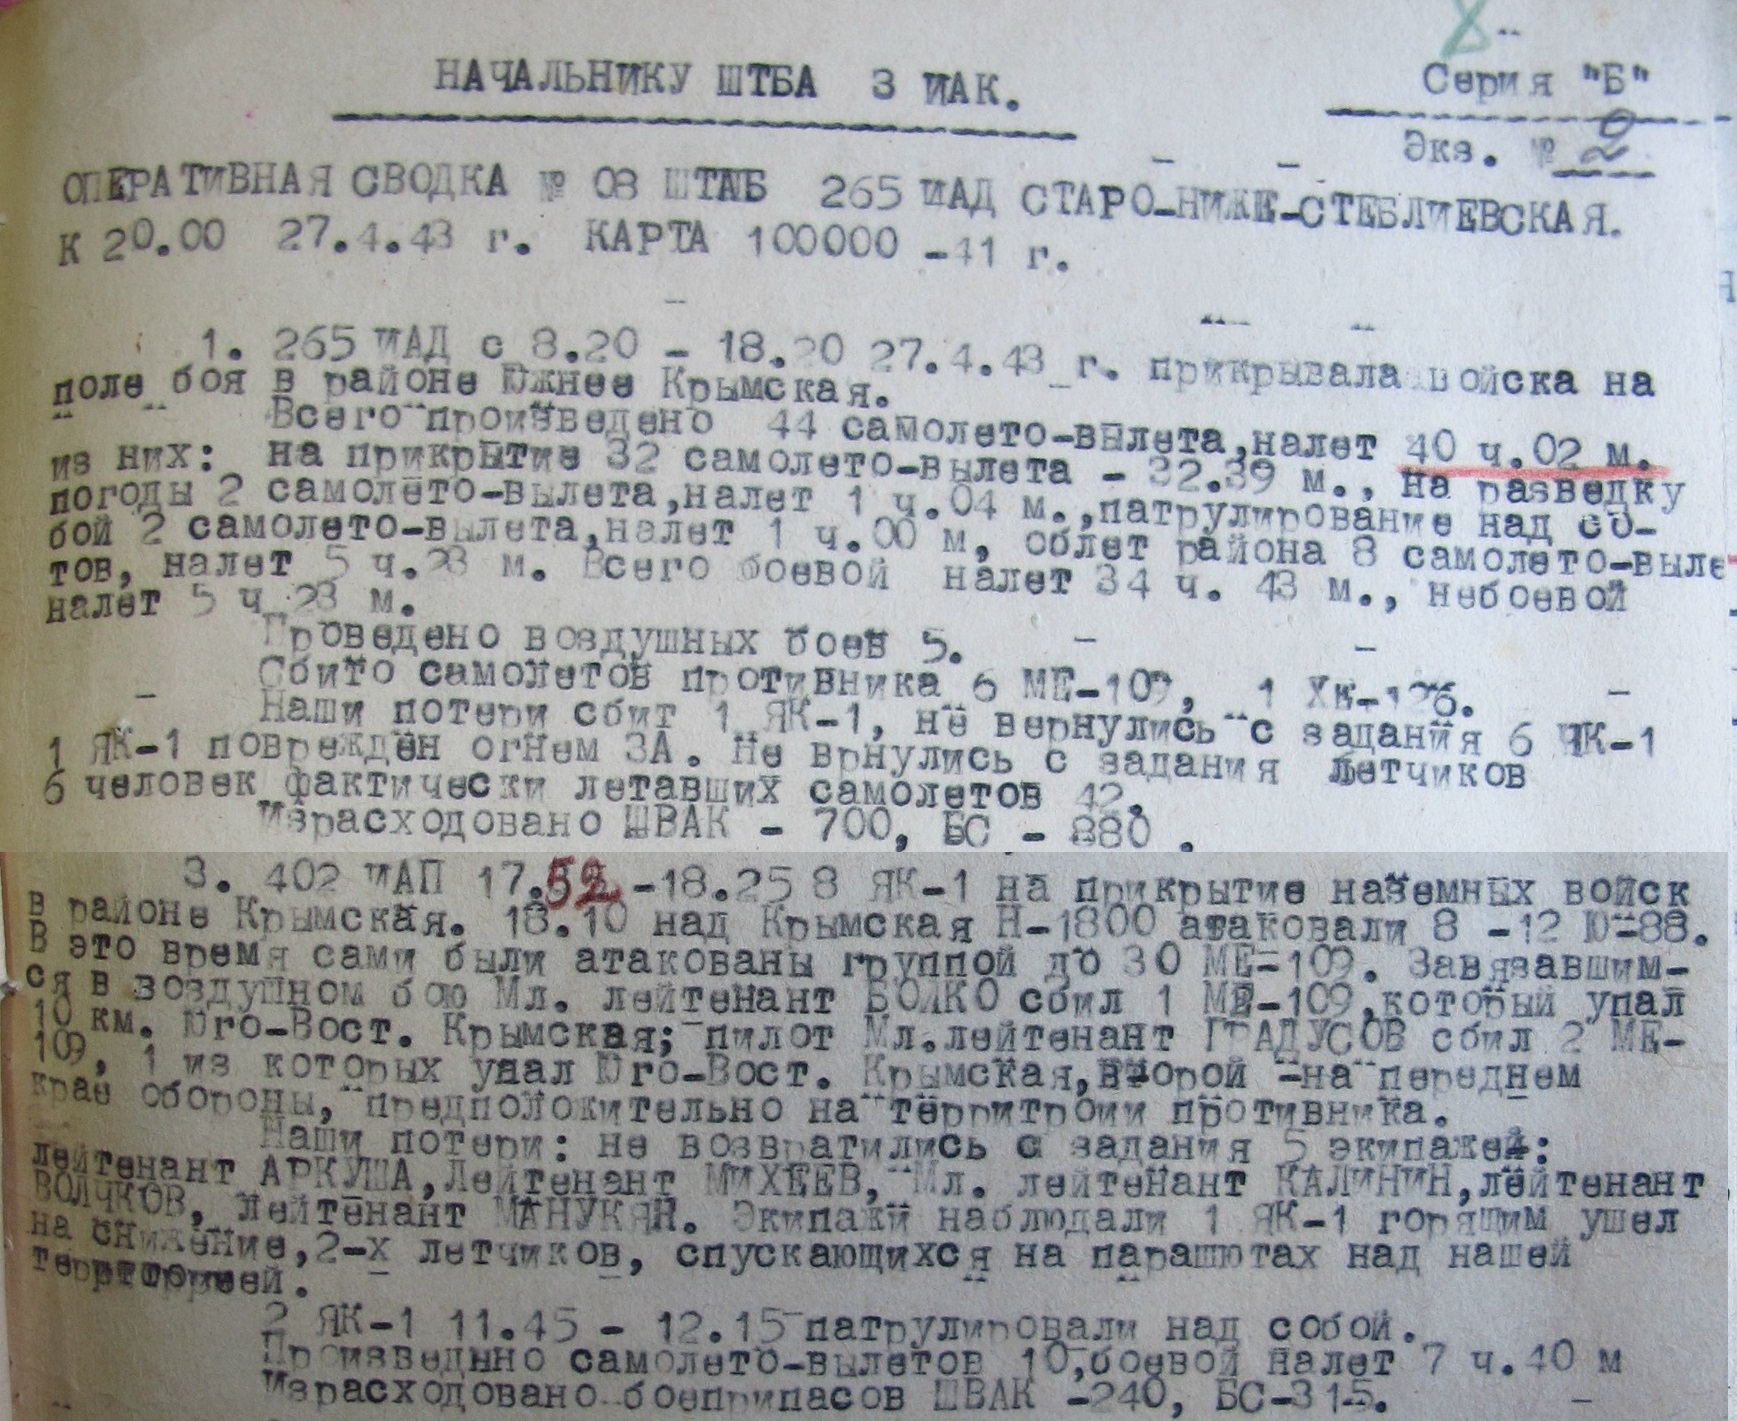 8
НАЧАЛЬНИКУ ШТБА 3 ИАК.
Серия "Б"
Экз. № 2
ОПЕРАТИВНАЯ СВОДКА № 08 ШТАБ 265 ИАД СТАРО-НИЖЕ-СТЕБЛИЕВСКАЯ.
К 20.00 27.4.43 г. КАРТА 100000 -41 г.
1. 265 ИАД с 8.20 - 18.20 27.4.43 г. прикрывала войска на
поле боя в районе Южнее Крымская.
Всего произведено 44 самолето-вылета,налет 40 ч.02 м.
из них: на прикрытие 32 самолето-вылета - 32.39 м., на разведку
погоды 2 самолето-вылета,налет 1 ч.04 м.,патрулирование над со-
бой 2 самолето-вылета,налет 1 ч.00 м, облет района 8 самолето-выле
тов, налет 5 ч.23 м. Всего боевой налет 34 ч. 43 м., небоевой
налет 5 ч 23 м.
Проведено воздушных боев 5.
Сбито самолетов противника 6 МЕ-109, 1 ХЕ-126.
Наши потери сбит 1 ЯК-1, не вернулись с задания 6 ЯК-1
1 ЯК-1 поврежден огнем ЗА. Не врнулись с задания летчиков
6 человек фактически летавших самолетов 42.
Израсходовано ШВАК - 700, БС - 880 .
3. 402 ИАП 17.52 -18.25 8 ЯК-1 на прикрытие наземных войск
в районе Крымская. 18.10 над Крымская Н-1800 атаковали 8 -12 Ю-88.
В это время сами были атакованы группой до 30 МЕ-109. Завязавшим-
ся в воздушном бою Мл. лейтенант БОЙКО сбил 1 МЕ-109,который упал
10 км. Юго-Вост. Крымская; пилот Мл.лейтенант ГРАДУСОВ сбил 2 МЕ-
109, 1 из которых упал Юго-Вост. Крымская,второй -на переднем
крае обороны, предположительно на территроии противника.
Наши потери: не возвратились с задания 5 экипажей:
лейтенант АРКУША,Лейтенант МИХЕЕВ, Мл. лейтенант КАЛИНИН,лейтенант
ВОЛЧКОВ, лейтенант МАНУКЯН. Экипажи наблюдали 1 ЯК-1 горящим ушел
на снижение,2-х летчиков, спускающихся на парашютах над нашей
2 ЯК-1 11.45 - 12.15 патрулировали над собой.
Произведено самолето-вылетов 10,боевой налет 7 ч.40 м
Израсходовано боеприпасов ШВАК -240, БС-315.